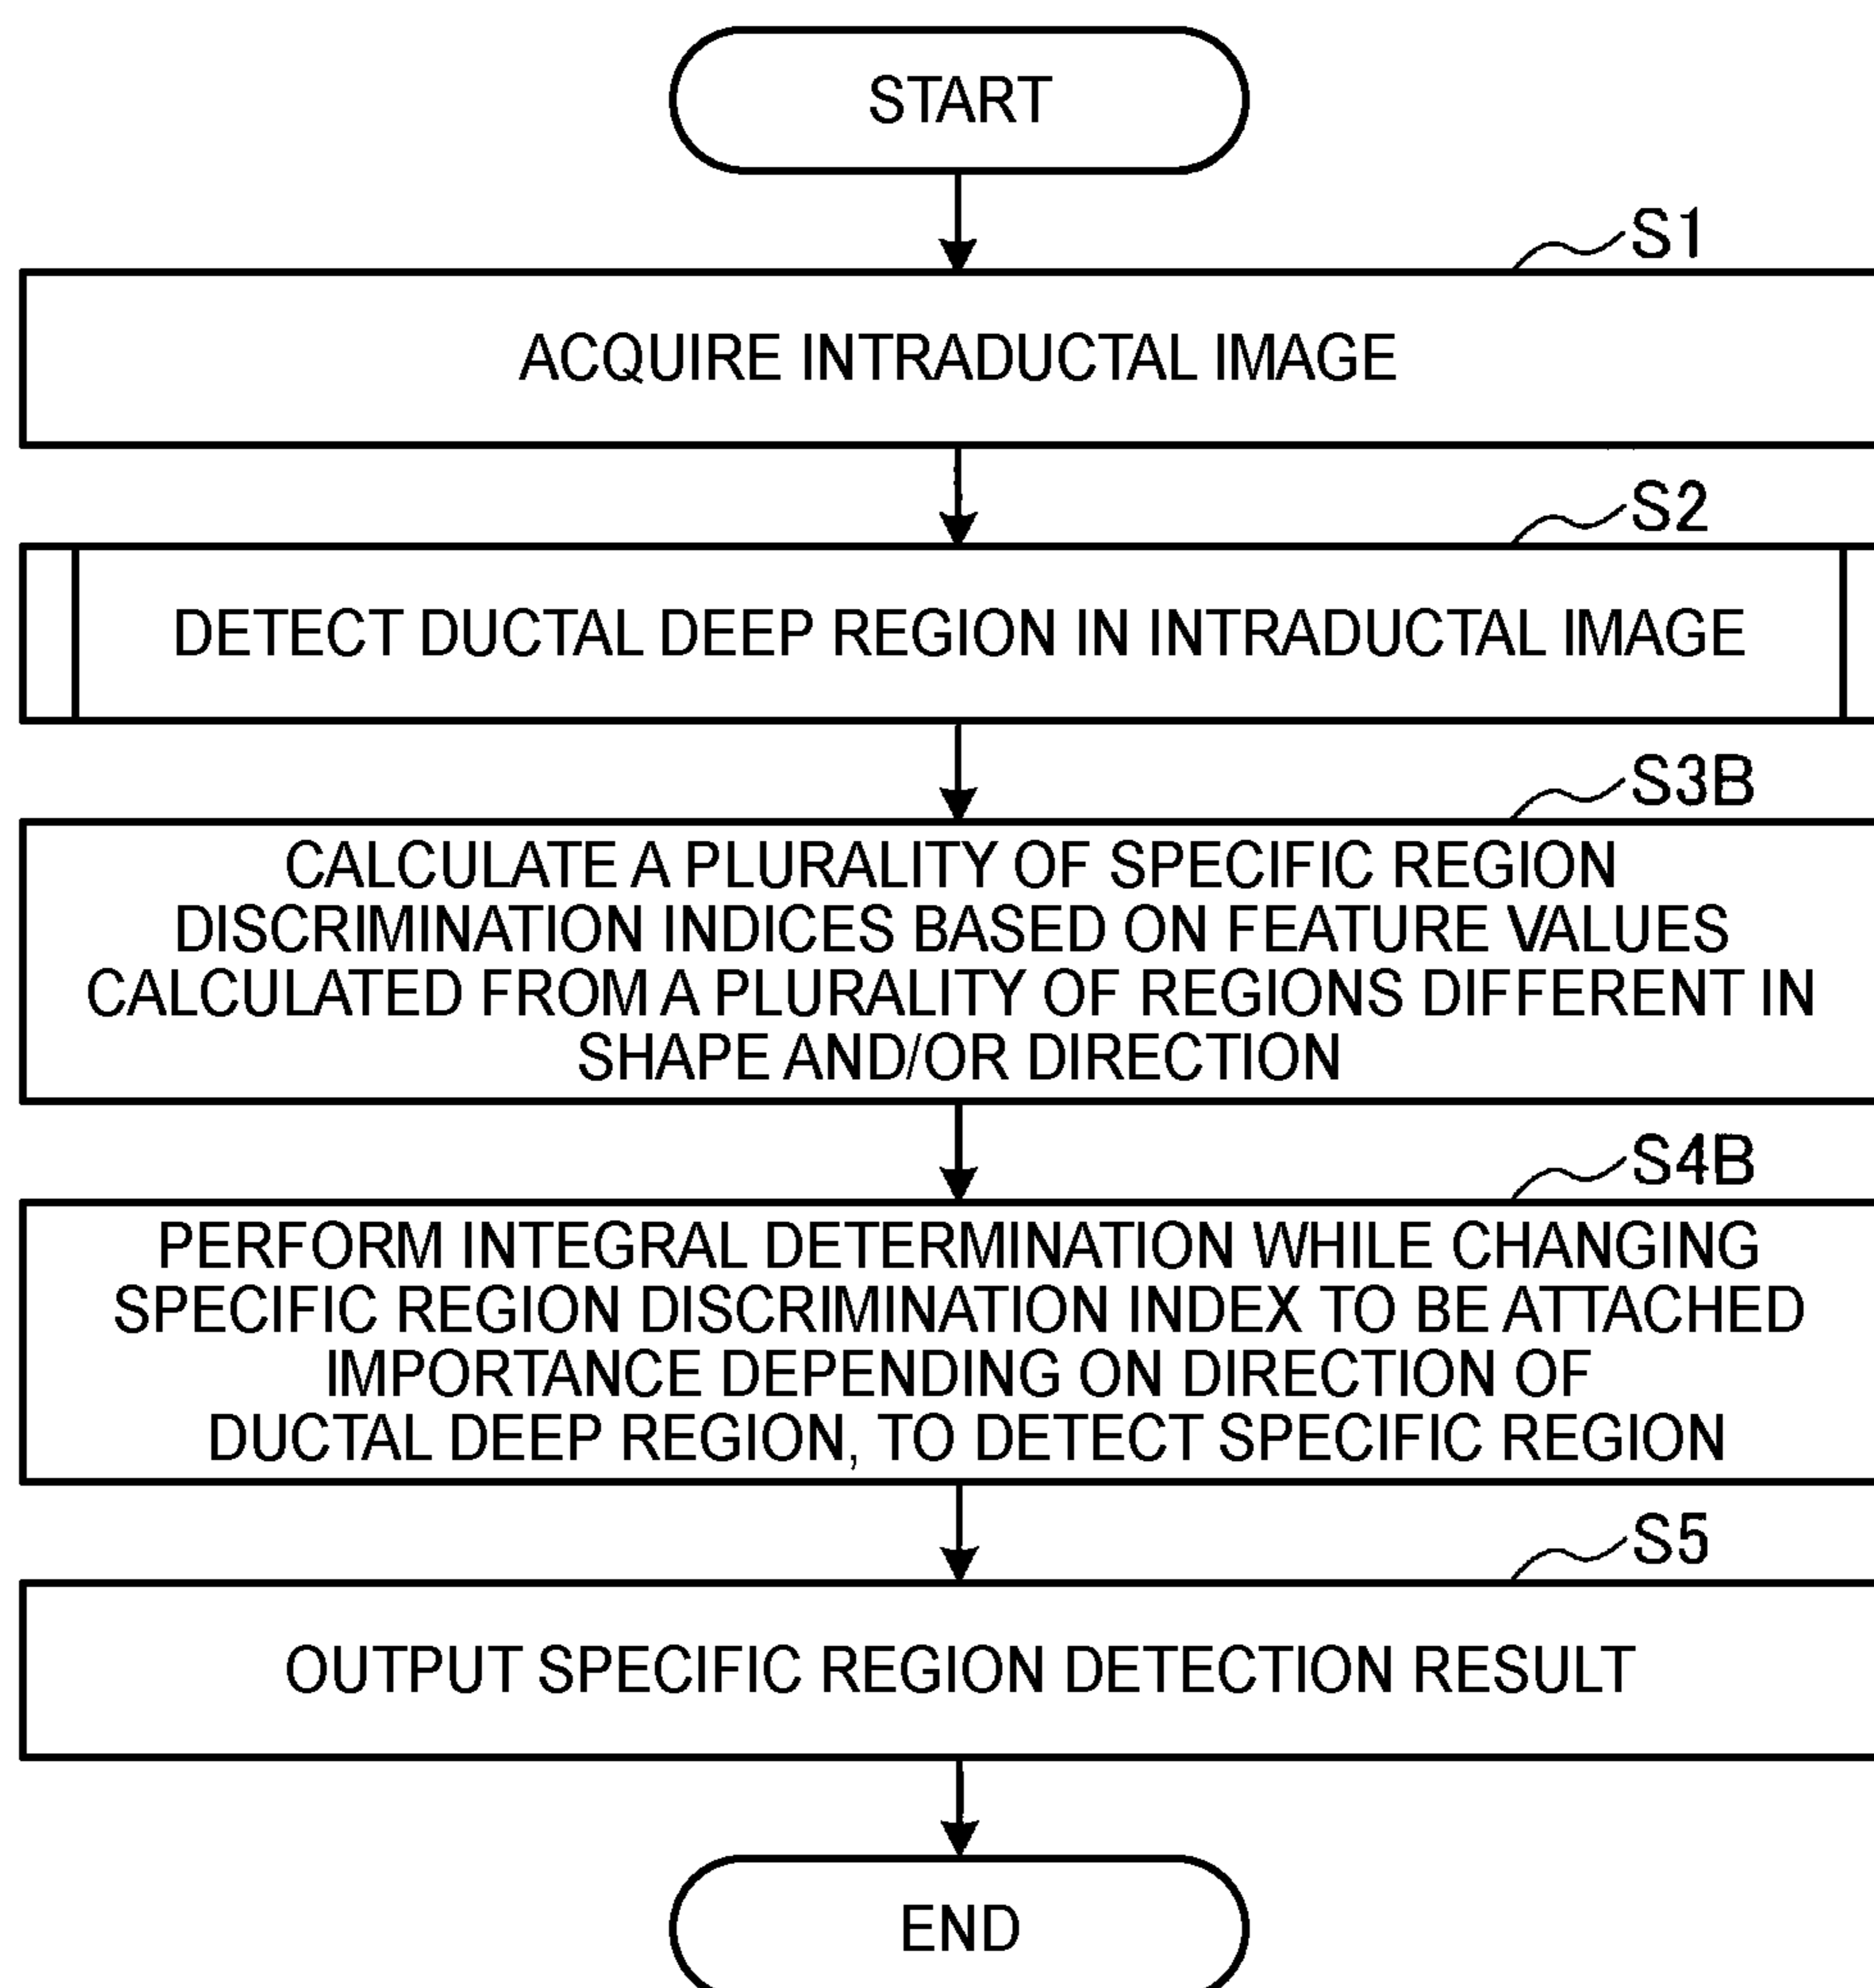 START
S1
ACQUIRE INTRADUCTAL IMAGE
S2
DETECT DUCTAL DEEP REGION IN INTRADUCTAL IMAGE
S3B
CALCULATE A PLURALITY OF SPECIFIC REGION
DISCRIMINATION INDICES BASED ON FEATURE VALUES
CALCULATED FROM A PLURALITY OF REGIONS DIFFERENT IN
SHAPE AND/OR DIRECTION
S4B
PERFORM INTEGRAL DETERMINATION WHILE CHANGING
SPECIFIC REGION DISCRIMINATION INDEX TO BE ATTACHED
IMPORTANCE DEPENDING ON DIRECTION OF
DUCTAL DEEP REGION, TO DETECT SPECIFIC REGION
S5
OUTPUT SPECIFIC REGION DETECTION RESULT
END